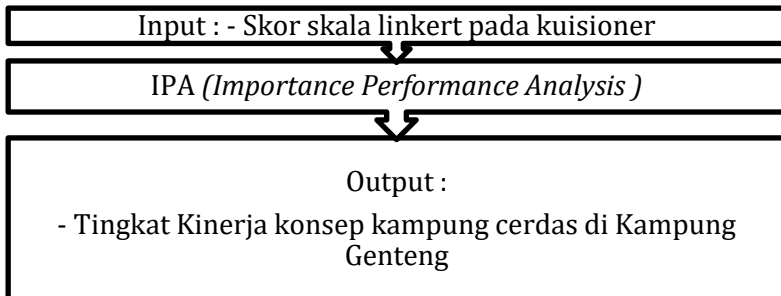 Input : - Skor skala linkert pada kuisioner
IPA (Importance Performance Analysis )
Output :
- Tingkat Kinerja konsep kampung cerdas di Kampung
Genteng